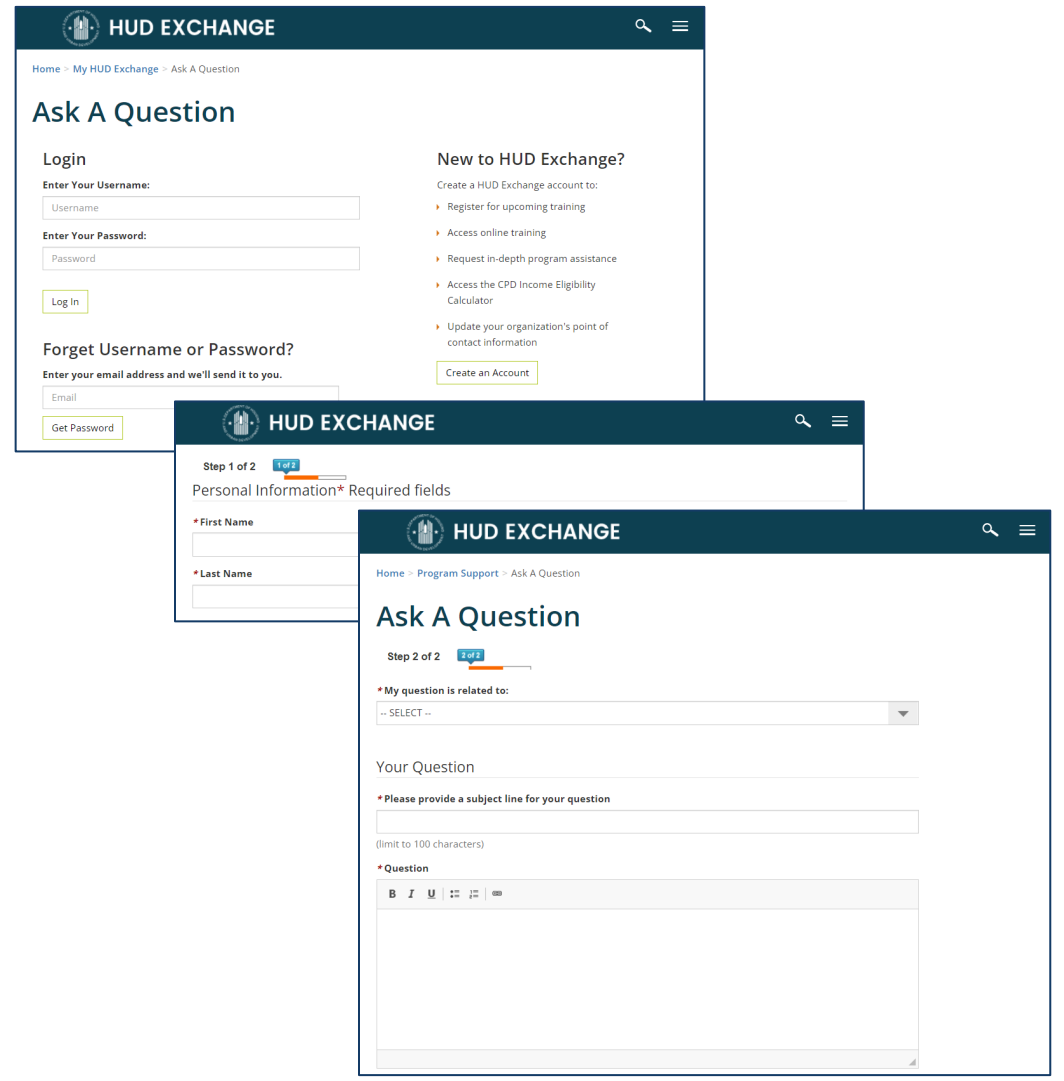 HUD EXCHANGE
Home > My HUD Exchange > Ask A Question
Ask A Question
Login
Enter Your Username:
Username
Enter Your Password:
Password
Log In
Forget Username or Password?
Enter your email address and we'll send it to you.
Email
Get Password
New to HUD Exchange?
Create a HUD Exchange account to:
Register for upcoming training
Access online training
Request in-depth program assistance
Access the CPD Income Eligibility
Calculator
Update your organization's point of
contact information
Create an Account
HUD EXCHANGE
Step 1 of 2 1 of 2
Personal Information* Required fields
* First Name
* Last Name
HUD EXCHANGE
Home > Program Support > Ask A Question
Ask A Question
Step 2 of 2 2 of 2
* My question is related to:
-- SELECT --
Your Question
* Please provide a subject line for your question
(limit to 100 characters)
* Question
B I U